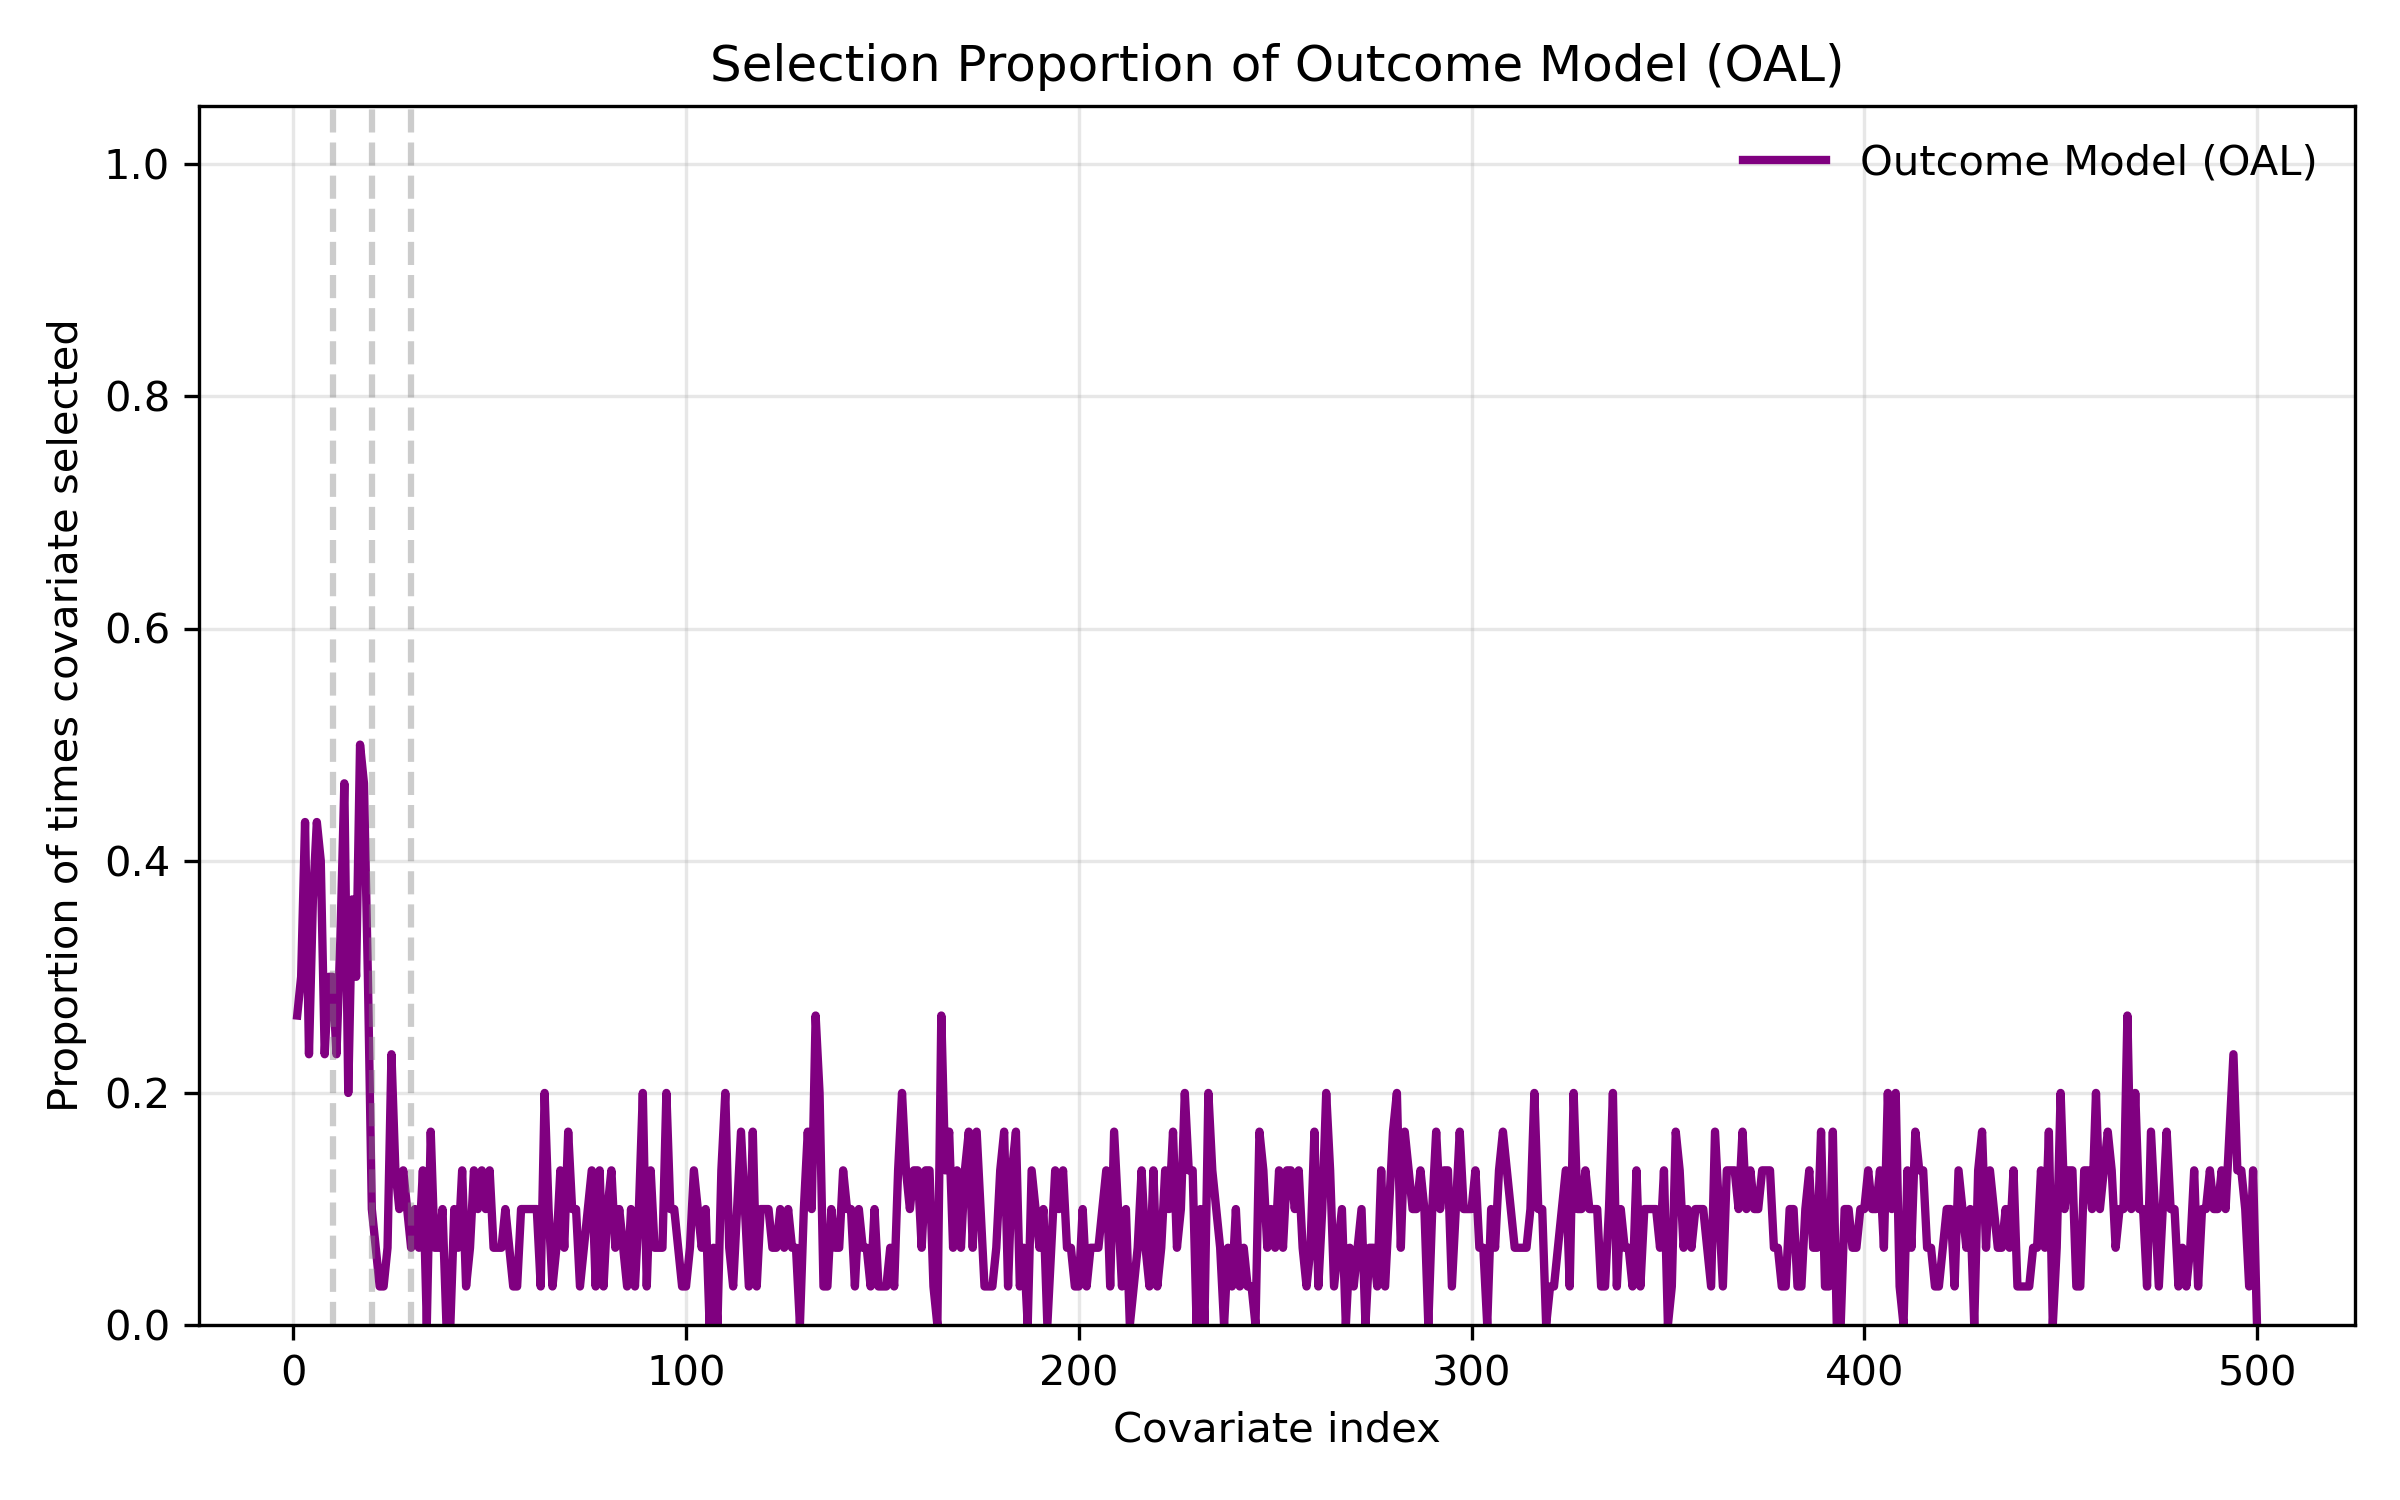 Selection Proportion of Outcome Model (OAL)
Outcome Model (OAL)
Proportion of times covariate selected
1.0
0.8
0.6
0.4
0.2
0.0
0 100 200 300 400 500
Covariate index